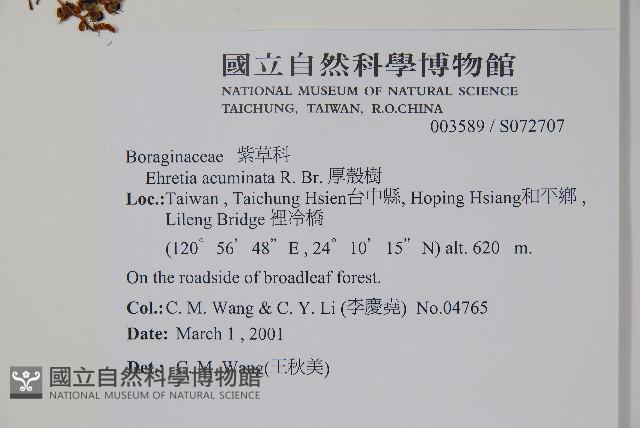 國立自然科學博物館
NATIONAL MUSEUM OF NATURAL SCIENCE
TAICHUNG, TAIWAN, R.O.CHINA
003589 / S072707
Boraginaceae 紫草科
Ehretia acuminata R. Br. 厚殼樹
Loc.:Taiwan , Taichung Hsien台中縣, Hoping Hsiang和平鄉 ,
Lileng Bridge 裡冷橋
(120° 56' 48" E , 24° 10' 15" N) alt. 620 m.
On the roadside of broadleaf forest.
Col.: C. M. Wang & C. Y. Li (李慶堯) No.04765
Date: March 1 , 2001
Det.: C. M. Wang(王秋美)
國立自然科學博物館
NATIONAL MUSEUM OF NATURAL SCIENCE